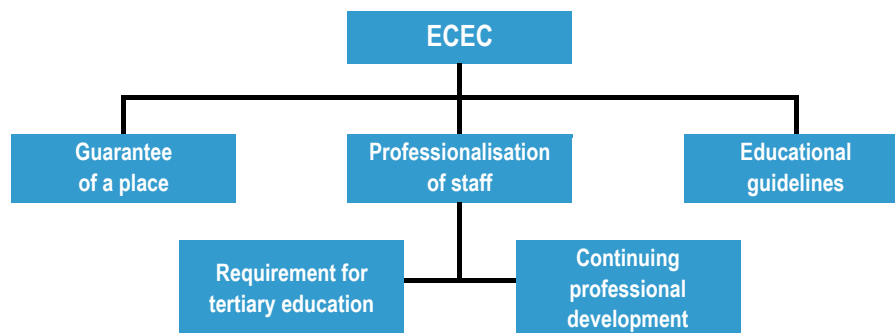 ECEC
Guarantee
of a place
Professionalisation
of staff
Educational
guidelines
Requirement for
tertiary education
Continuing
professional
development